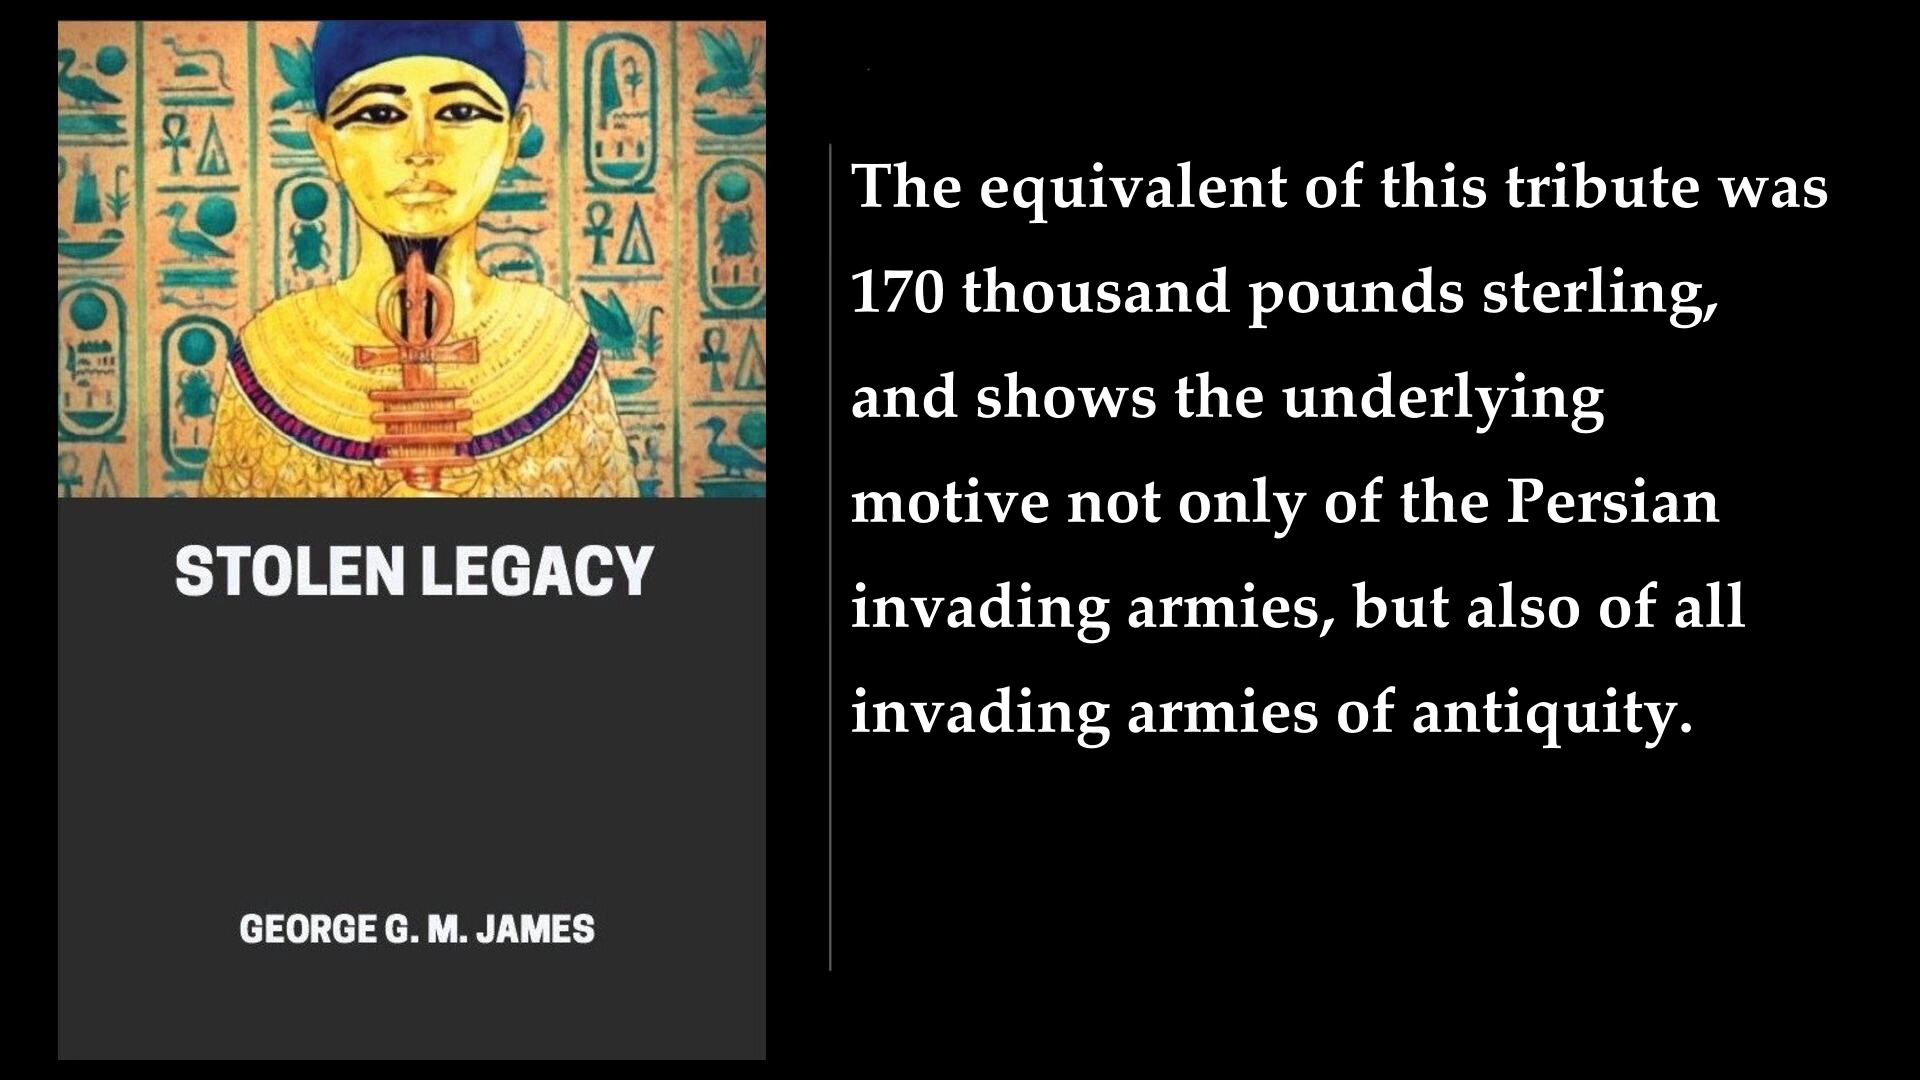 STOLEN LEGACY
GEORGE G. M. JAMES
The equivalent of this tribute was
170 thousand pounds sterling,
and shows the underlying
motive not only of the Persian
invading armies, but also of all
invading armies of antiquity.